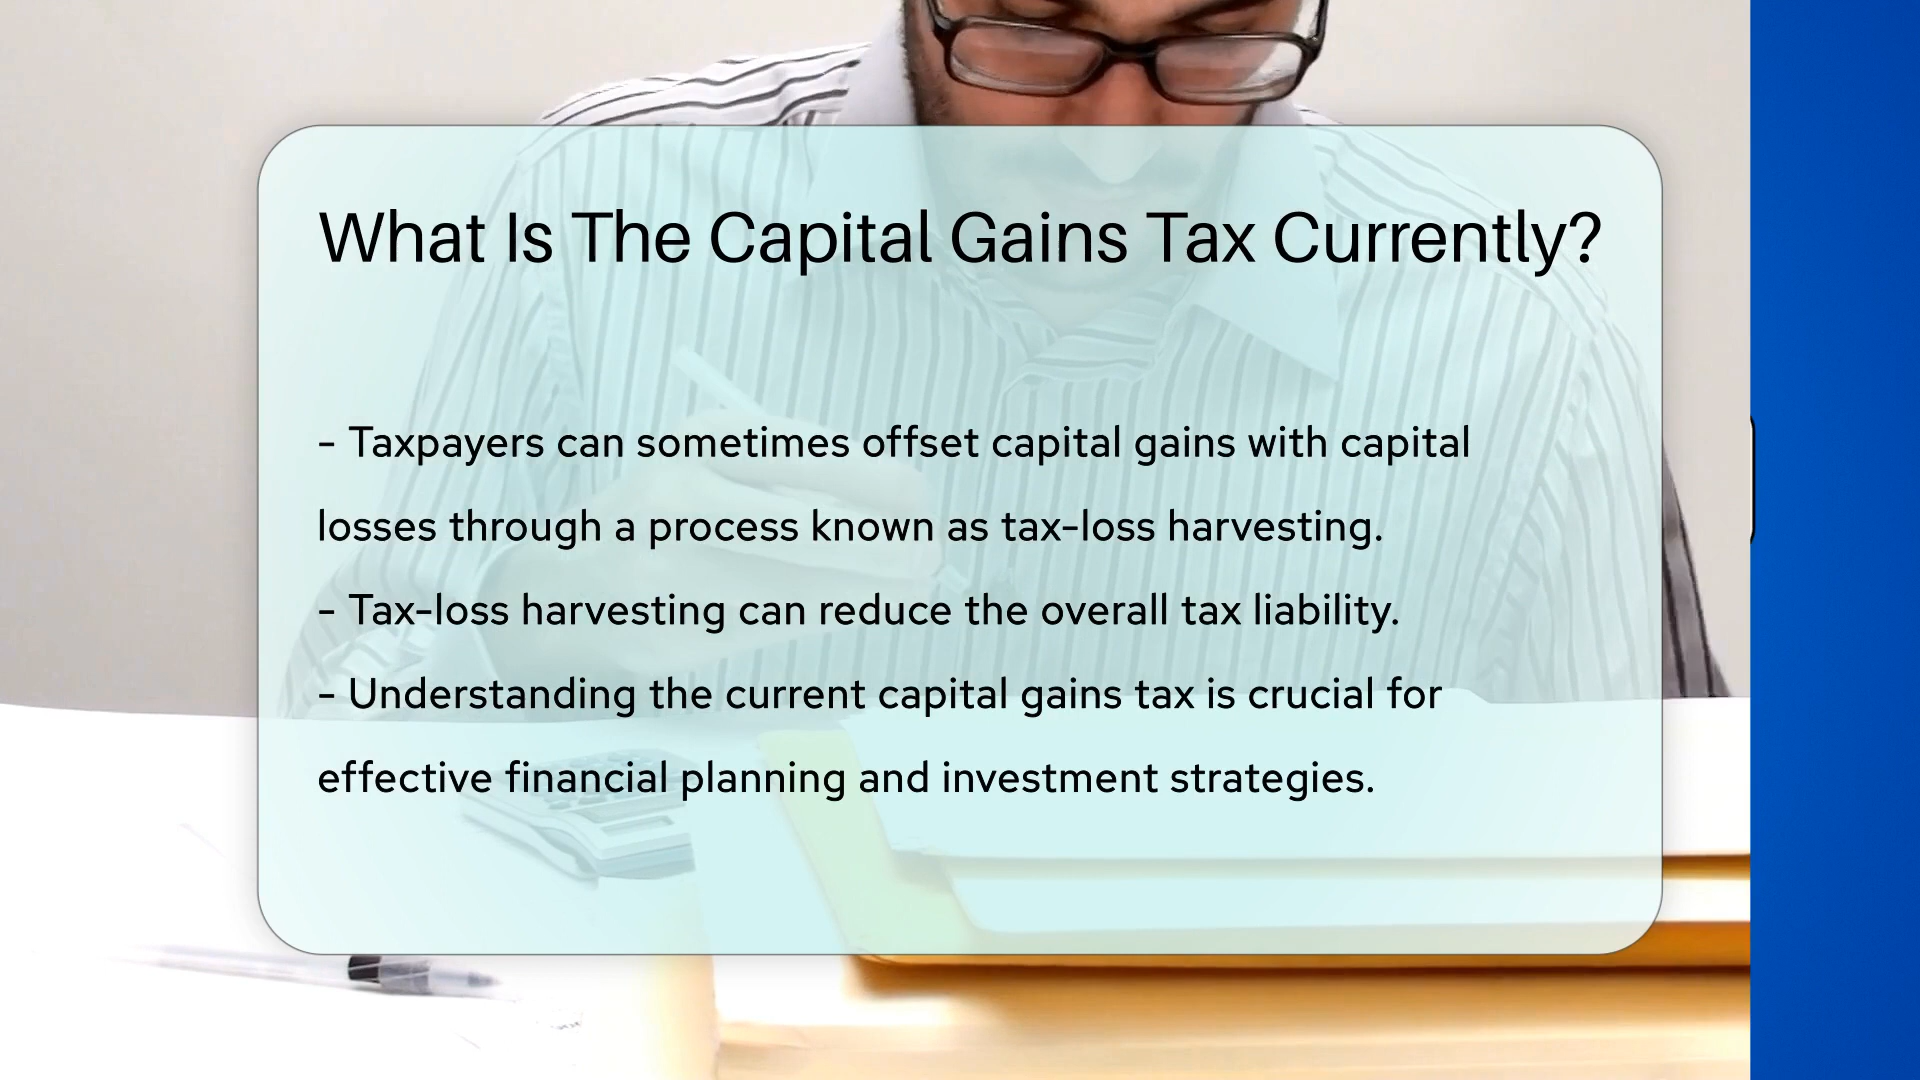 What Is The Capital Gains Tax Currently?
- Taxpayers can sometimes offset capital gains with capital
losses through a process known as tax-loss harvesting.
- Tax-loss harvesting can reduce the overall tax liability.
- Understanding the current capital gains tax is crucial for
effective financial planning and investment strategies.